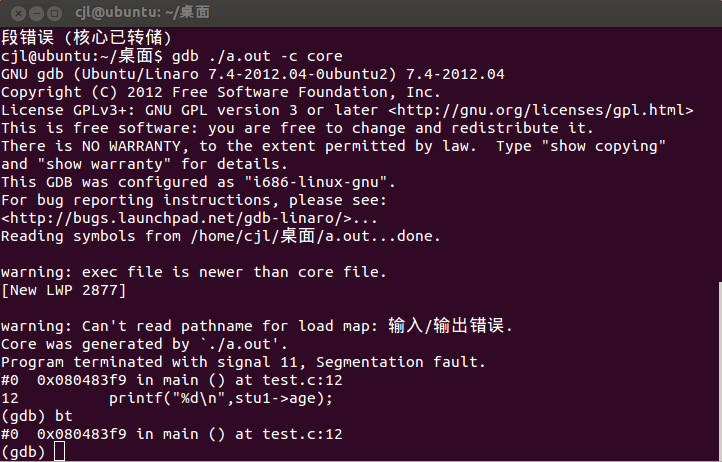 cjl@ubuntu: ~/桌面
段错误 (核心已转储)
cjl@ubuntu:~/桌面$ gdb ./a.out -c core
GNU gdb (Ubuntu/Linaro 7.4-2012.04-0ubuntu2) 7.4-2012.04
Copyright (C) 2012 Free Software Foundation, Inc.
License GPLv3+: GNU GPL version 3 or later <http://gnu.org/licenses/gpl.html>
This is free software: you are free to change and redistribute it.
There is NO WARRANTY, to the extent permitted by law.  Type "show copying"
and "show warranty" for details.
This GDB was configured as "i686-linux-gnu".
For bug reporting instructions, please see:
<http://bugs.launchpad.net/gdb-linaro/>...
Reading symbols from /home/cjl/桌面/a.out...done.
warning: exec file is newer than core file.
[New LWP 2877]
warning: Can't read pathname for load map: 输入/输出错误.
Core was generated by `./a.out'.
Program terminated with signal 11, Segmentation fault.
#0  0x080483f9 in main () at test.c:12
12          printf("%d\n",stu1->age);
(gdb) bt
#0  0x080483f9 in main () at test.c:12
(gdb)